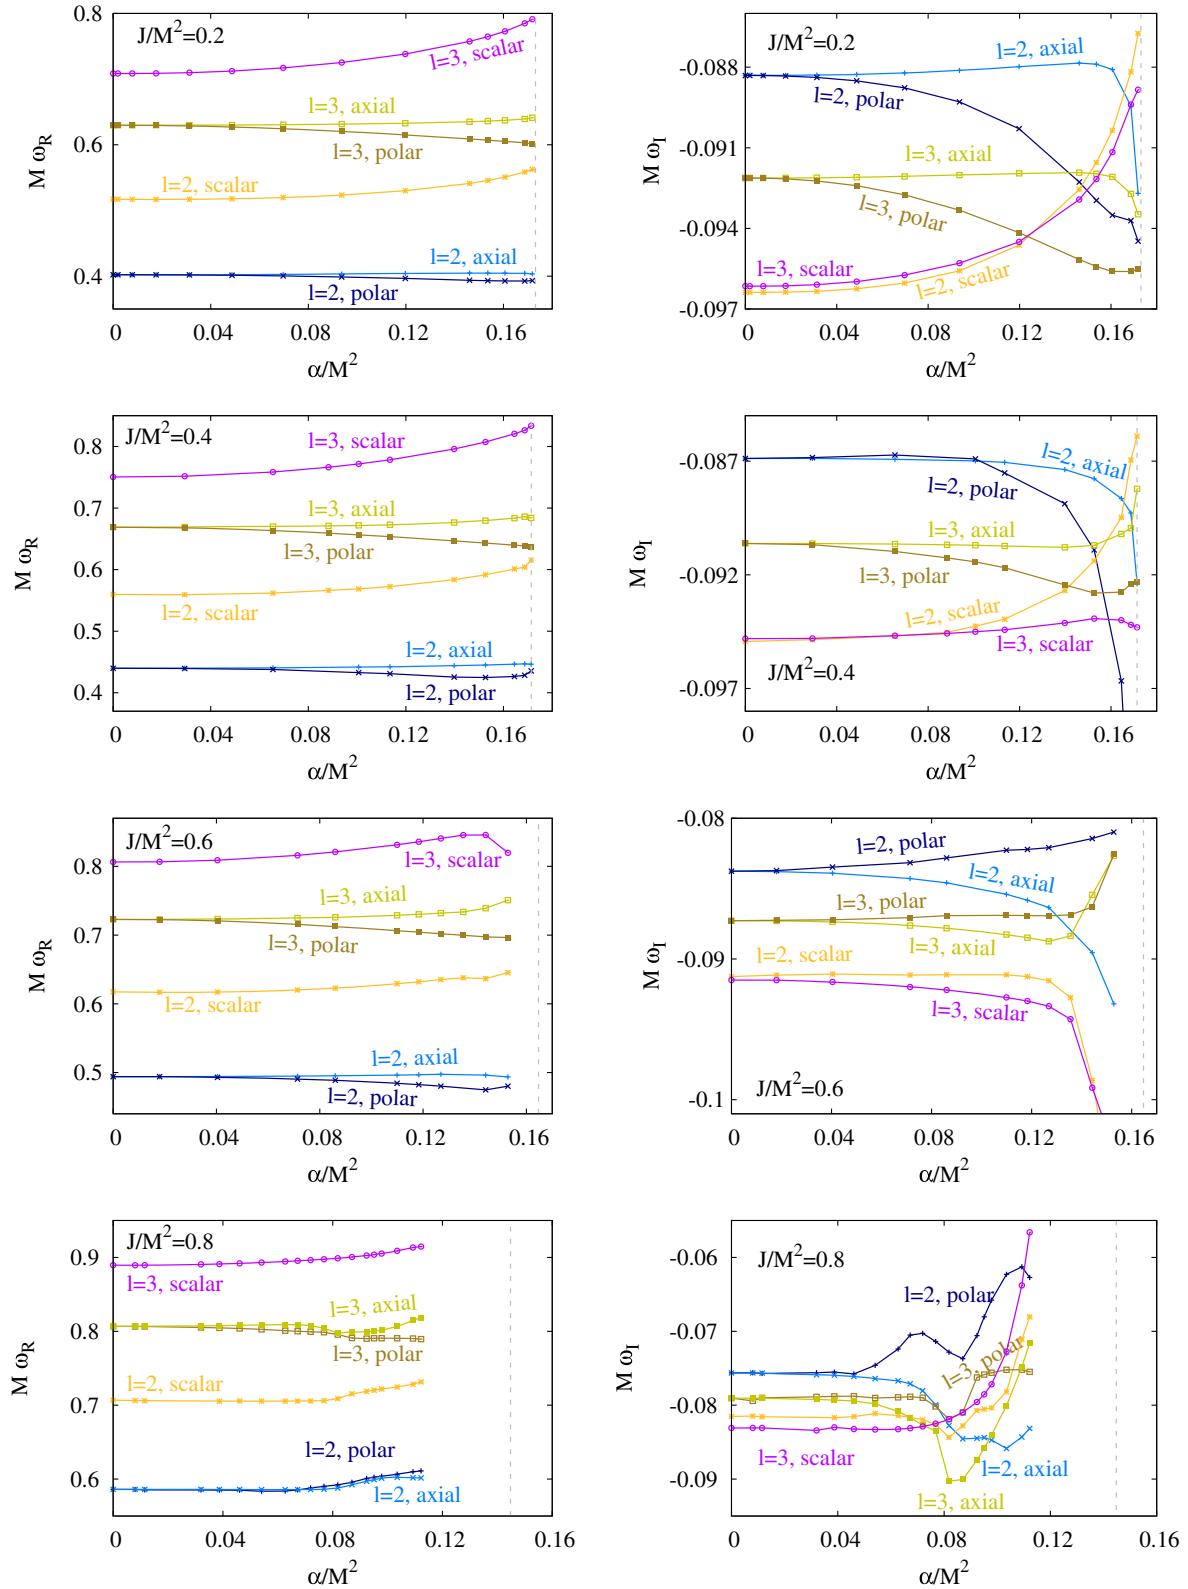 J/M²=0.2
0.8
0.6
0.4
M ω_R
l=3, scalar
l=3, axial
l=3, polar
l=2, scalar
l=2, axial
l=2, polar
0 0.04 0.08 0.12 0.16
α/M²
J/M²=0.2
-0.088
-0.091
-0.094
-0.097
M ω_I
l=2, axial
l=2, polar
l=3, axial
l=3, polar
l=3, scalar
l=2, scalar
0 0.04 0.08 0.12 0.16
α/M²
J/M²=0.4
0.8
0.7
0.6
0.5
0.4
M ω_R
l=3, scalar
l=3, axial
l=3, polar
l=2, scalar
l=2, axial
l=2, polar
0 0.04 0.08 0.12 0.16
α/M²
-0.087
-0.092
-0.097
M ω_I
l=2, axial
l=2, polar
l=3, axial
l=3, polar
l=2, scalar
l=3, scalar
J/M²=0.4
0 0.04 0.08 0.12 0.16
α/M²
J/M²=0.6
0.8
0.7
0.6
0.5
M ω_R
l=3, scalar
l=3, axial
l=3, polar
l=2, scalar
l=2, axial
l=2, polar
0 0.04 0.08 0.12 0.16
α/M²
-0.08
-0.09
-0.1
M ω_I
l=2, polar
l=2, axial
l=3, polar
l=3, axial
l=2, scalar
l=3, scalar
J/M²=0.6
0 0.04 0.08 0.12 0.16
α/M²
J/M²=0.8
0.9
0.8
0.7
0.6
M ω_R
l=3, scalar
l=3, axial
l=3, polar
l=2, scalar
l=2, polar
l=2, axial
0 0.04 0.08 0.12 0.16
α/M²
J/M²=0.8
-0.06
-0.07
-0.08
-0.09
M ω_I
l=2, polar
l=3, polar
l=3, scalar
l=2, axial
l=3, axial
0 0.04 0.08 0.12 0.16
α/M²